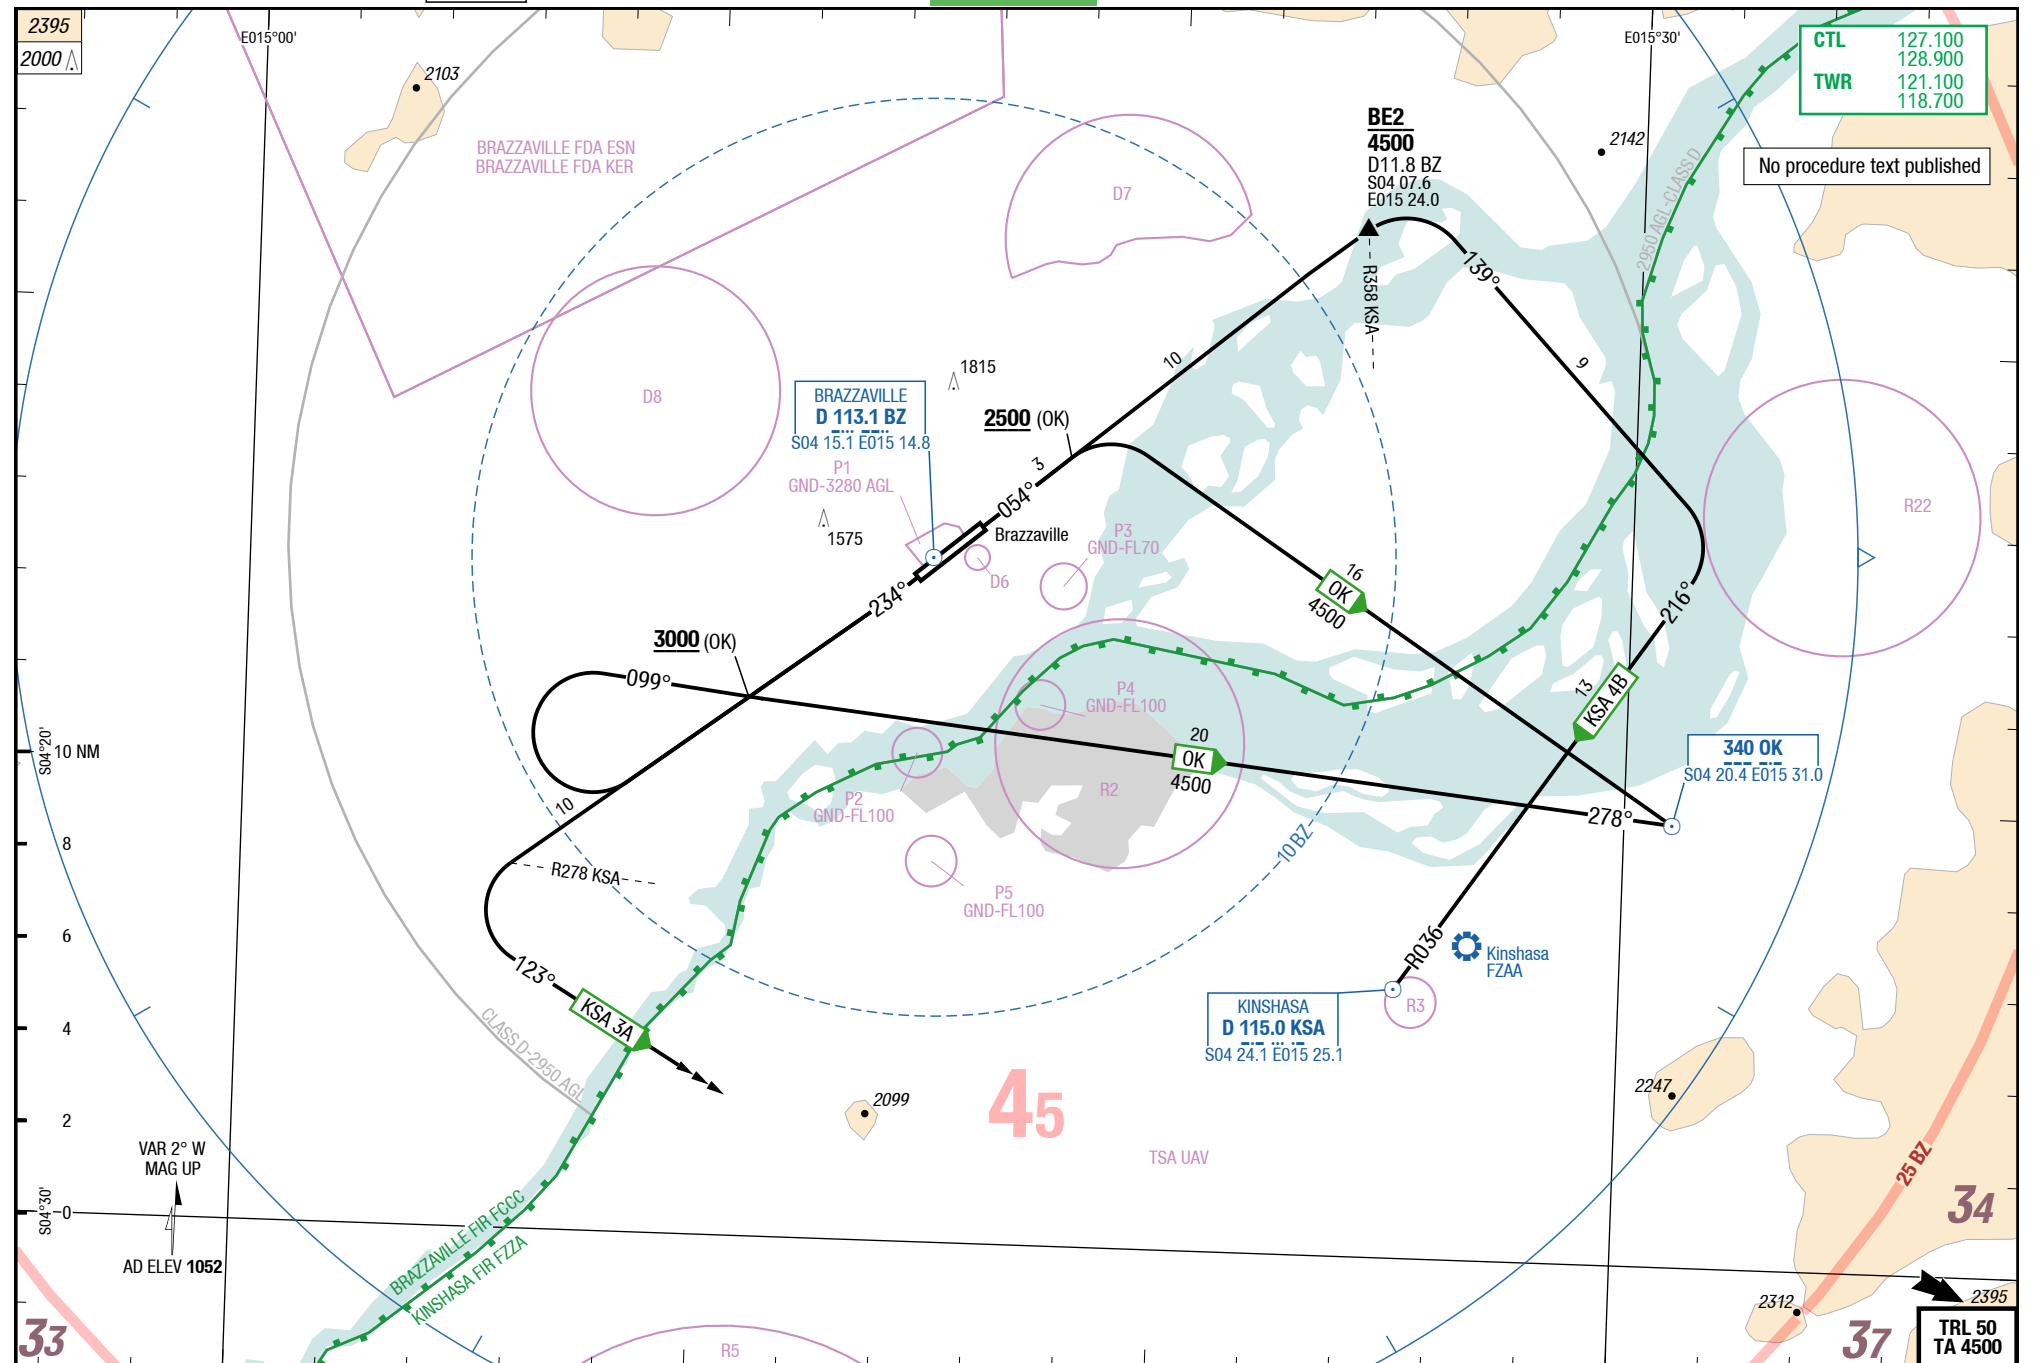 2395
2000
E015°00'
2103
BRAZZAVILLE FDA ESN
BRAZZAVILLE FDA KER
D7
D8
BE2
4500
D11.8 BZ
S04 07.6
E015 24.0
R358 KSA
139°
9
E015°30'
2142
2950 AGL-CLASS D
CTL 127.100
128.900
TWR 121.100
118.700
No procedure text published
1815
10
BRAZZAVILLE
D 113.1 BZ
S04 15.1 E015 14.8
2500 (OK)
3
054°
P1
GND-3280 AGL
1575
Brazzaville
D6
P3
GND-FL70
R22
234°
16
OK
4500
216°
3000 (OK)
099°
13
KSA 4B
P4
GND-FL100
20
OK
4500
R2
278°
340 OK
S04 20.4 E015 31.0
S04°20'
10 NM
8
6
4
2
0
S04°30'
10
P2
GND-FL100
R278 KSA
P5
GND-FL100
10 BZ
123°
KSA 3A
R036
Kinshasa
FZAA
KINSHASA
D 115.0 KSA
S04 24.1 E015 25.1
R3
CLASS D-2950 AGL
2099
45
TSA UAV
2247
25 BZ
34
VAR 2° W
MAG UP
AD ELEV 1052
BRAZZAVILLE FIR FCCC
KINSHASA FIR FZZA
33
R5
2312
37
2395
TRL 50
TA 4500